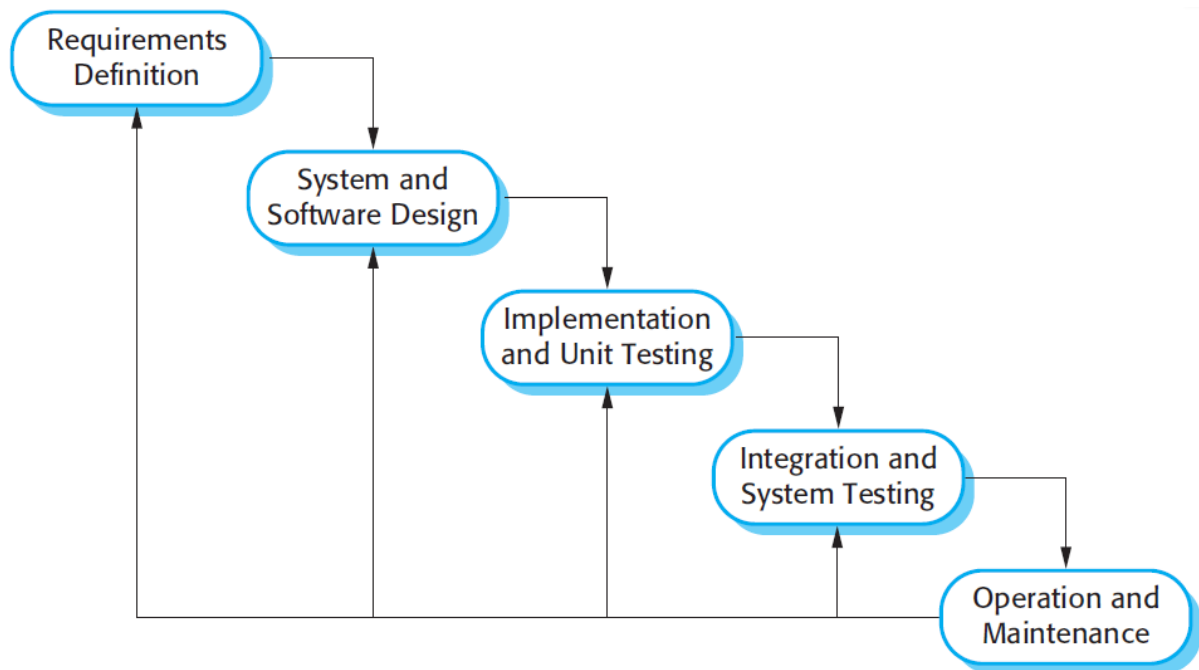 Requirements
Definition
System and
Software Design
Implementation
and Unit Testing
Integration and
System Testing
Operation and
Maintenance